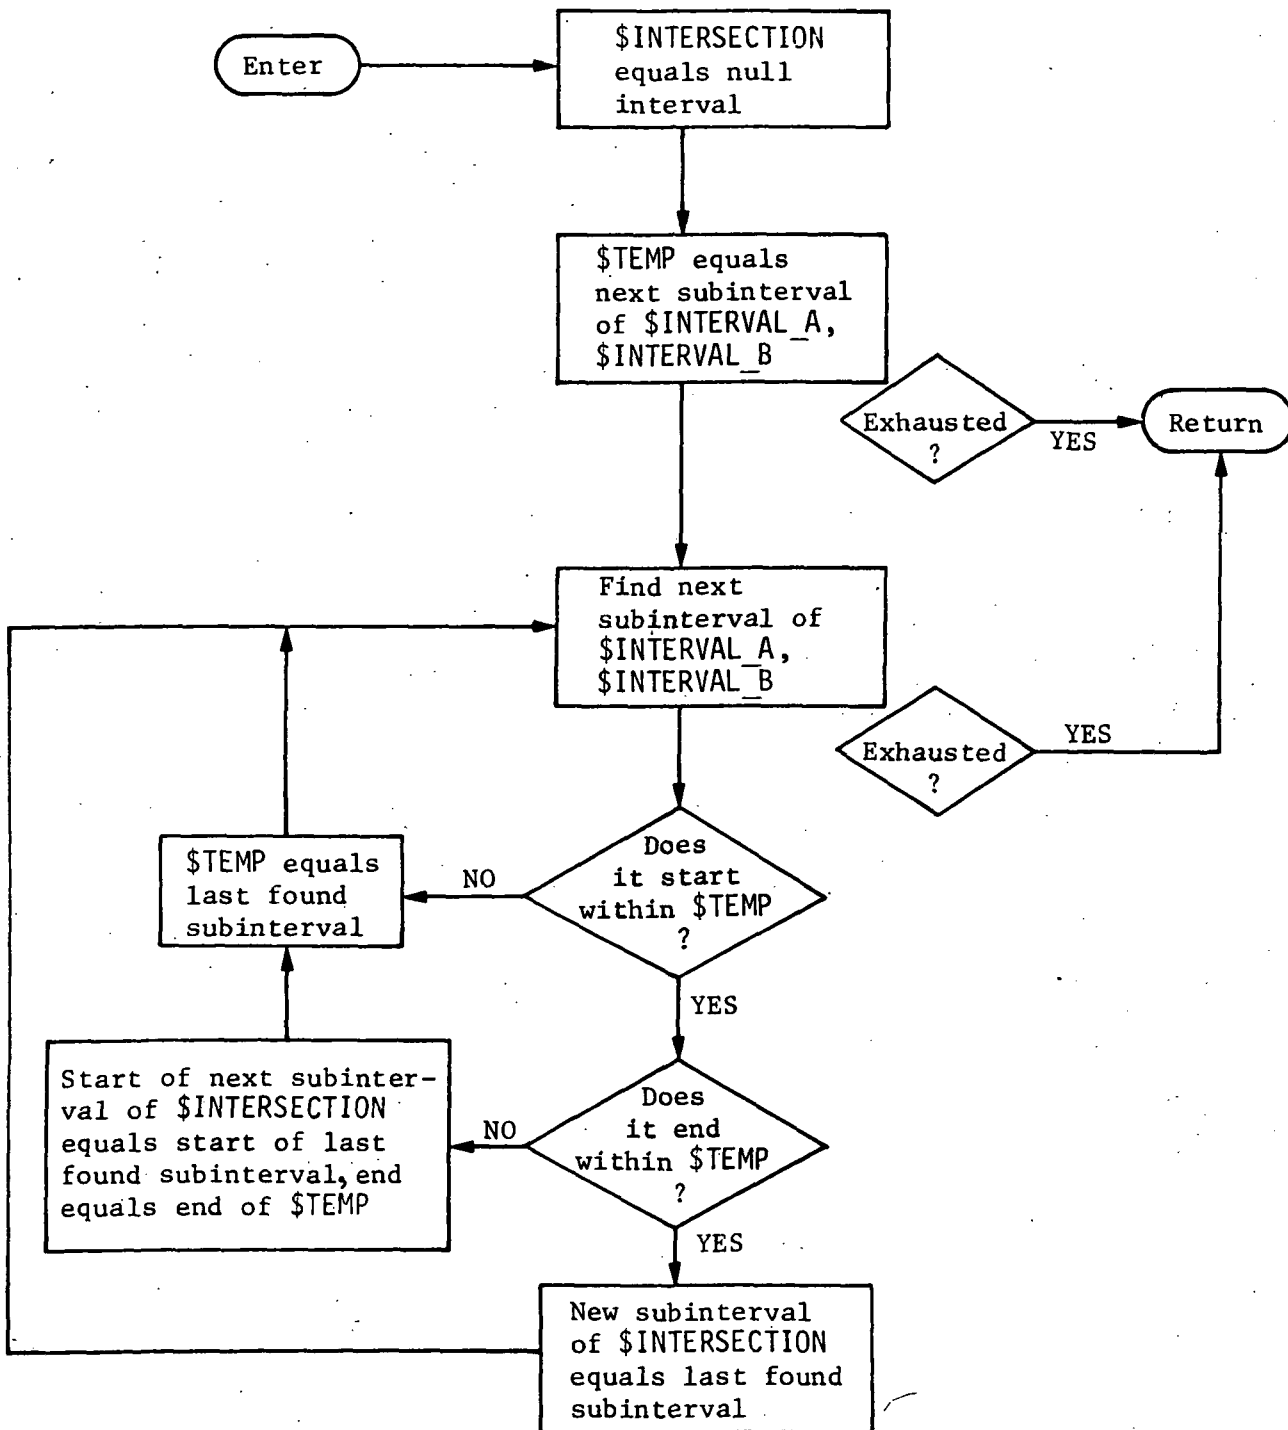 Enter
$INTERSECTION
equals null
interval
$TEMP equals
next subinterval
of $INTERVAL_A,
$INTERVAL_B
Exhausted
?
YES
Return
Find next
subinterval of
$INTERVAL_A,
$INTERVAL_B
Exhausted
?
YES
Does
it start
within $TEMP
?
NO
$TEMP equals
last found
subinterval
YES
Does
it end
within $TEMP
?
NO
Start of next subinter-
val of $INTERSECTION
equals start of last
found subinterval, end
equals end of $TEMP
YES
New subinterval
of $INTERSECTION
equals last found
subinterval